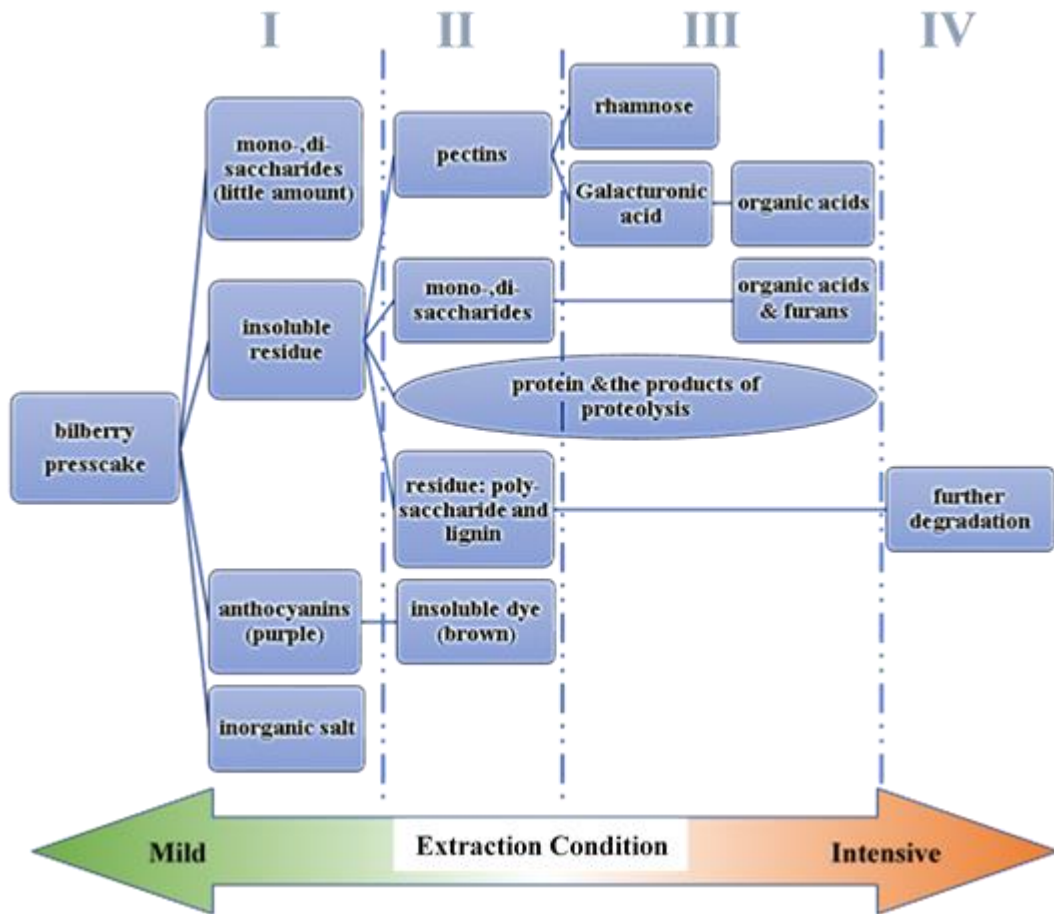 I
II
III
IV
mono-,di-
saccharides
(little amount)
pectins
rhamnose
Galacturonic
acid
organic acids
insoluble
residue
mono-,di-
saccharides
organic acids
& furans
protein &the products of
proteolysis
bilberry
presscake
residue: poly-
saccharide and
lignin
further
degradation
anthocyanins
(purple)
insoluble dye
(brown)
inorganic salt
Mild
Extraction Condition
Intensive